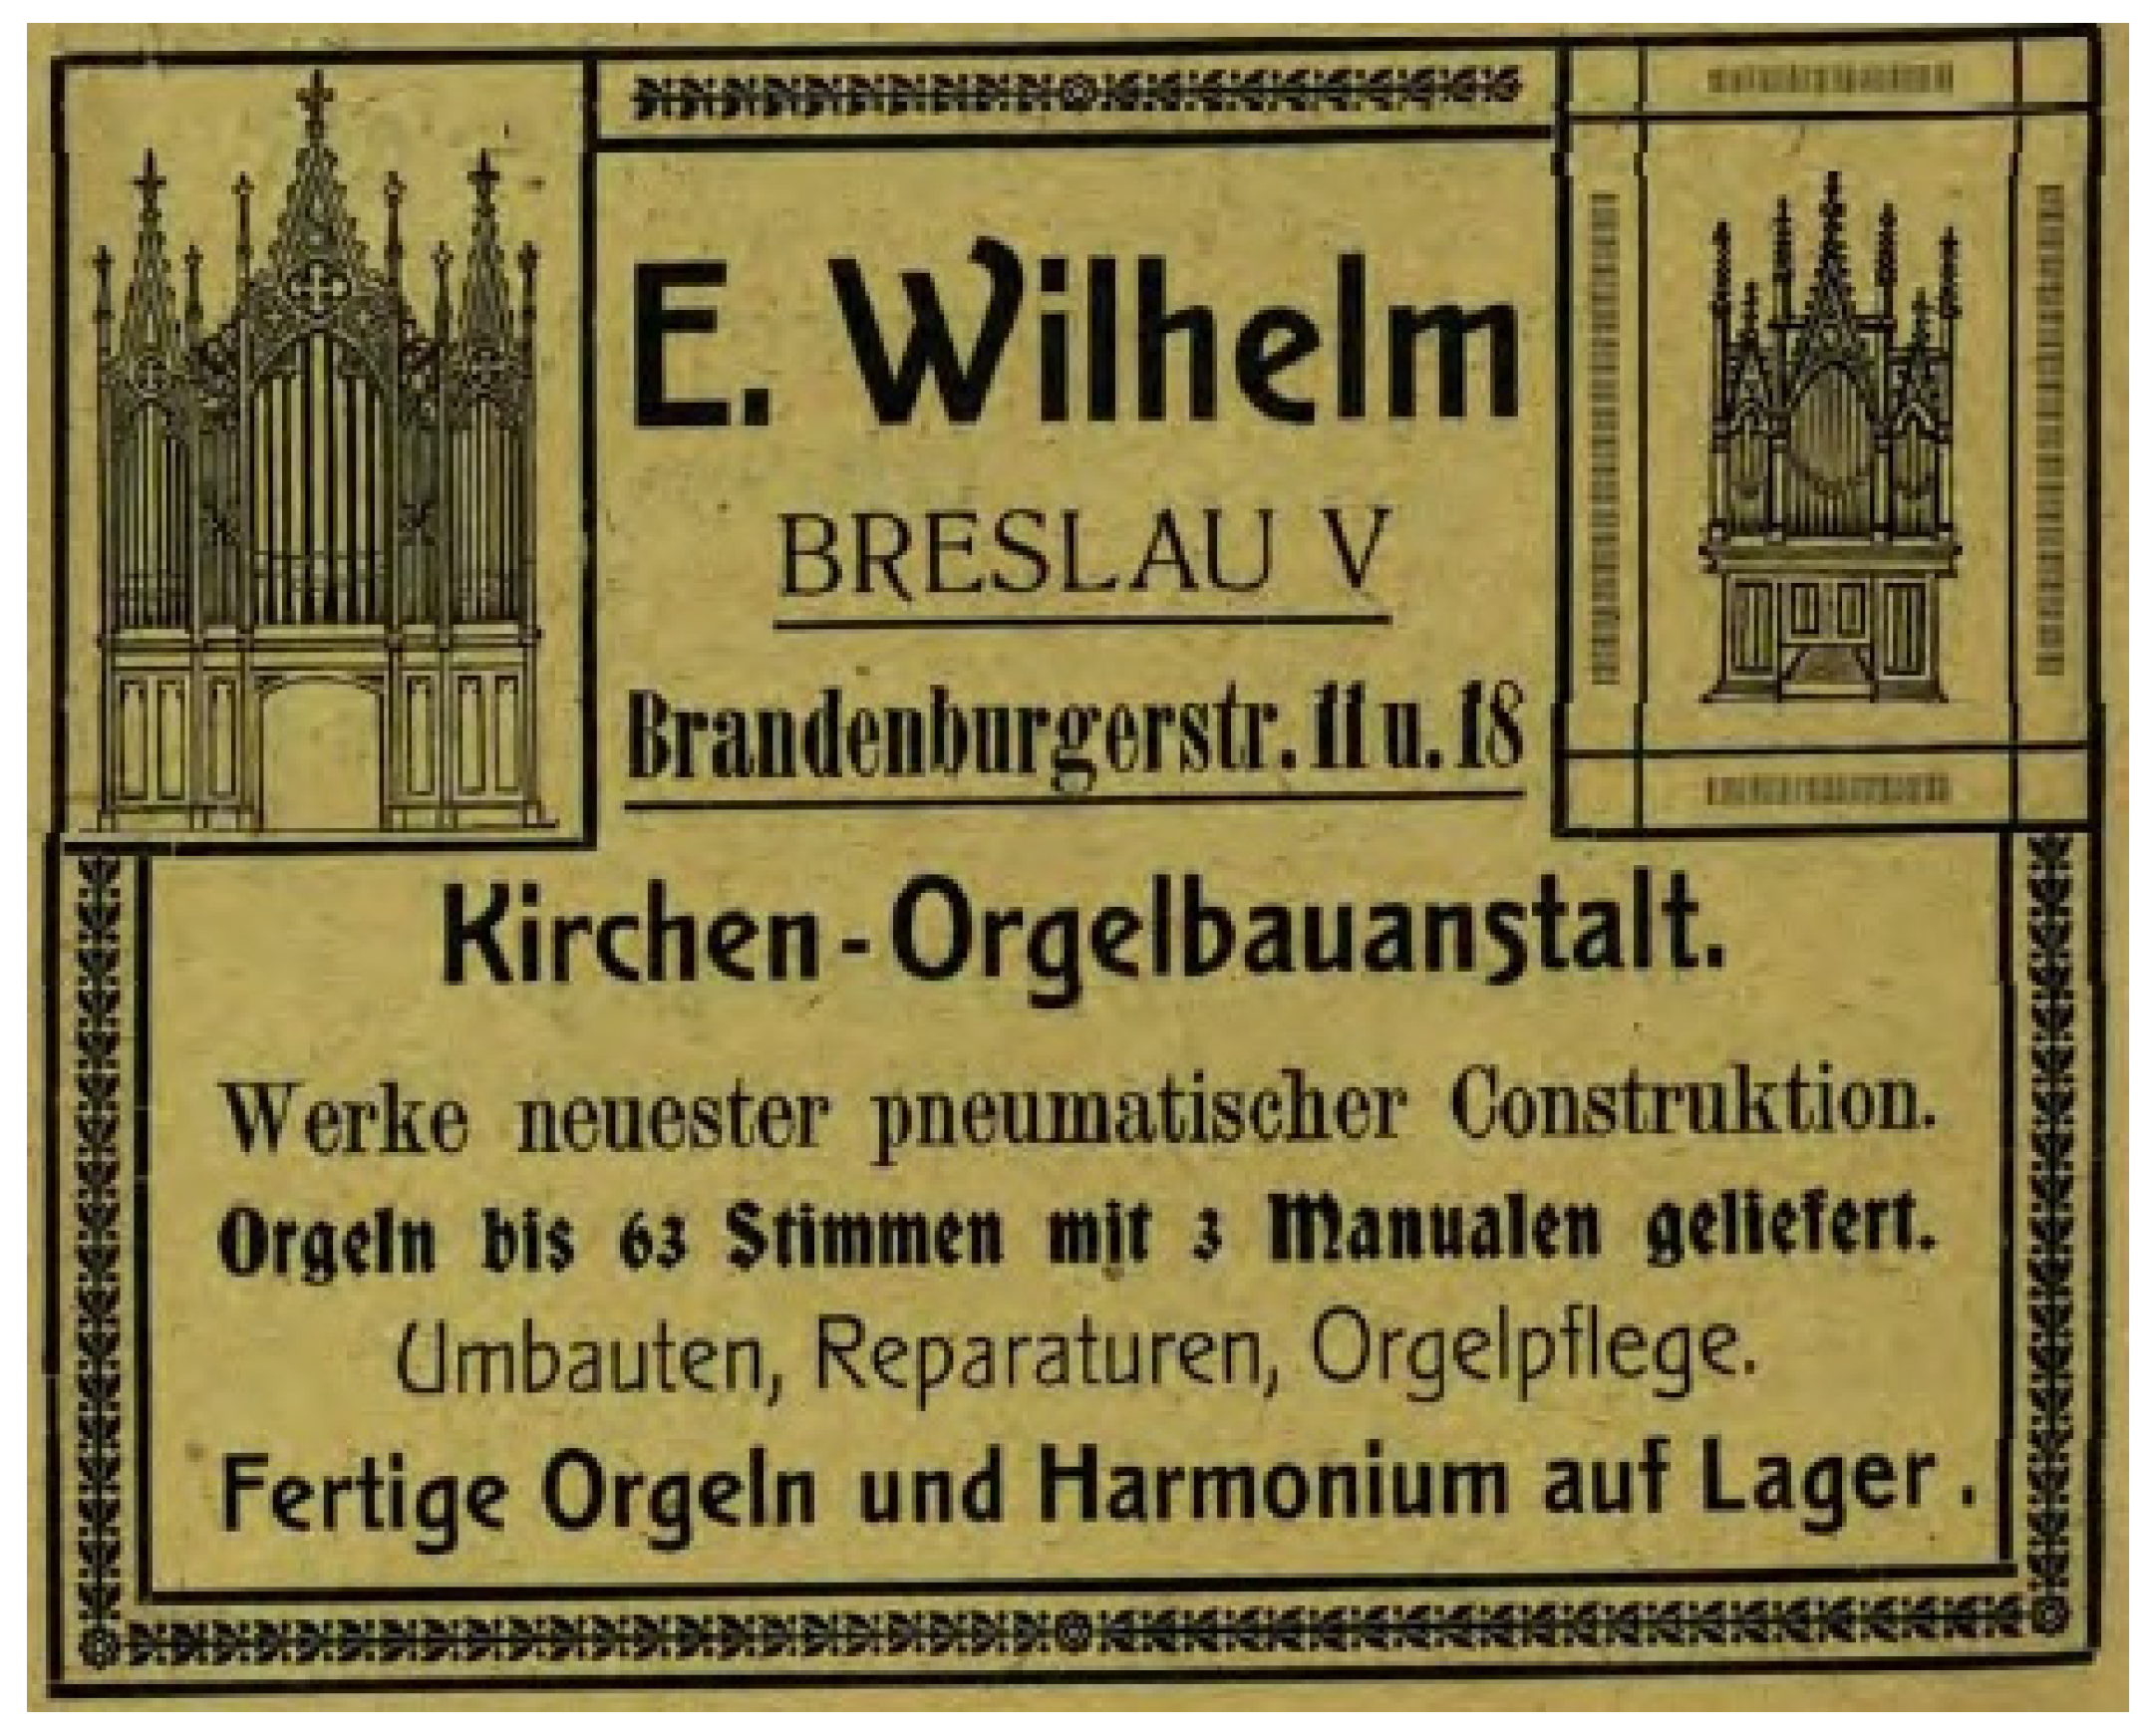 E. Wilhelm
BRESLAU V
Brandenburgerstr. 11 u. 18
Kirchen-Orgelbauanstalt.
Werke neuester pneumatischer Construktion.
Orgeln bis 63 Stimmen mit 3 Manualen geliefert.
Umbauten, Reparaturen, Orgelpflege.
Fertige Orgeln und Harmonium auf Lager.